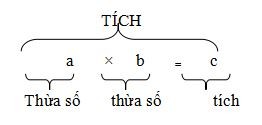 TÍCH
a × b = c
Thừa số thừa số tích